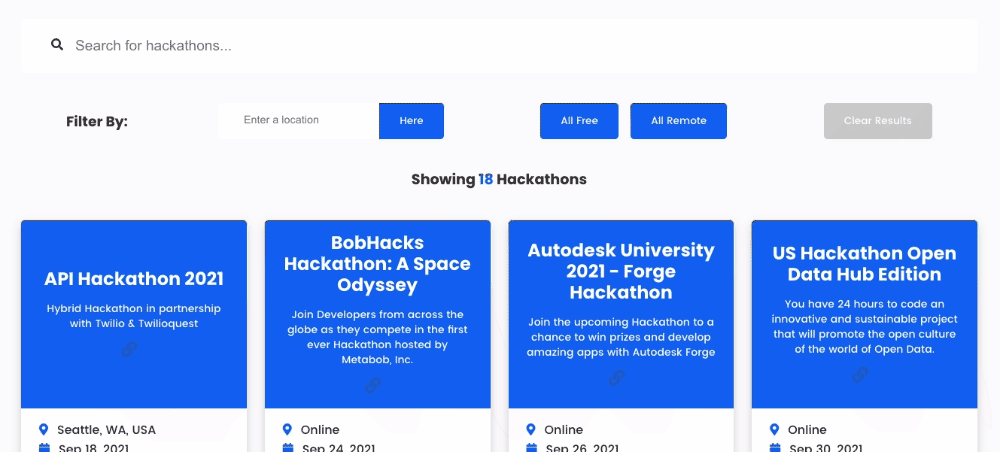 Search for hackathons...
Filter By:
Enter a location
Here
All Free
All Remote
Clear Results
Showing 18 Hackathons
API Hackathon 2021
Hybrid Hackathon in partnership
with Twilio & Twilioquest
Seattle, WA, USA
Sep 18, 2021
BobHacks
Hackathon: A Space
Odyssey
Join Developers from across the
globe as they compete in the first
ever Hackathon hosted by
Metabob, Inc.
Online
Sep 24, 2021
Autodesk University
2021 - Forge
Hackathon
Join the upcoming Hackathon to a
chance to win prizes and develop
amazing apps with Autodesk Forge
Online
Sep 26, 2021
US Hackathon Open
Data Hub Edition
You have 24 hours to code an
innovative and sustainable project
that will promote the open culture
of the world of Open Data.
Online
Sep 30, 2021